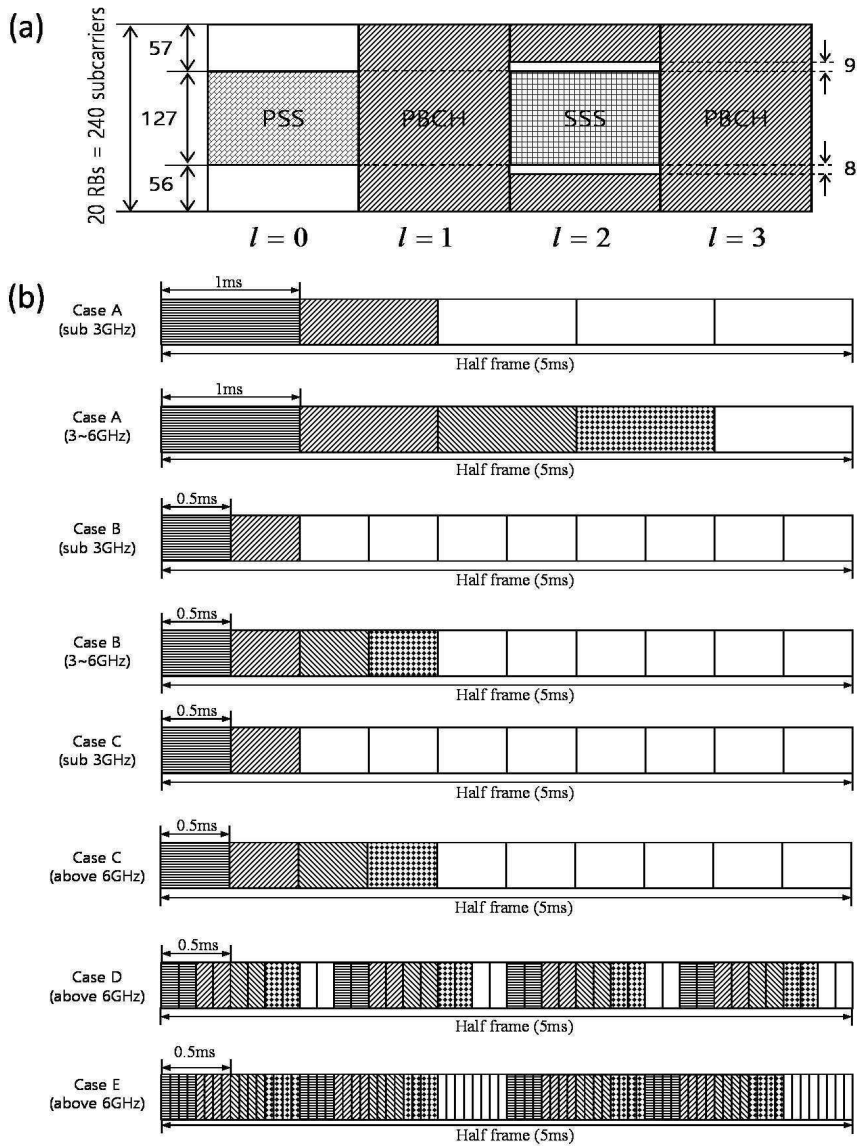 (a)
20 RBs = 240 subcarriers
57
127
56
PSS
PBCH
SSS
PBCH
9
8
l = 0
l = 1
l = 2
l = 3
(b)
Case A
(sub 3GHz)
1ms
Half frame (5ms)
Case A
(3~6GHz)
1ms
Half frame (5ms)
Case B
(sub 3GHz)
0.5ms
Half frame (5ms)
Case B
(3~6GHz)
0.5ms
Half frame (5ms)
Case C
(sub 3GHz)
0.5ms
Half frame (5ms)
Case C
(above 6GHz)
0.5ms
Half frame (5ms)
Case D
(above 6GHz)
0.5ms
Half frame (5ms)
Case E
(above 6GHz)
0.5ms
Half frame (5ms)